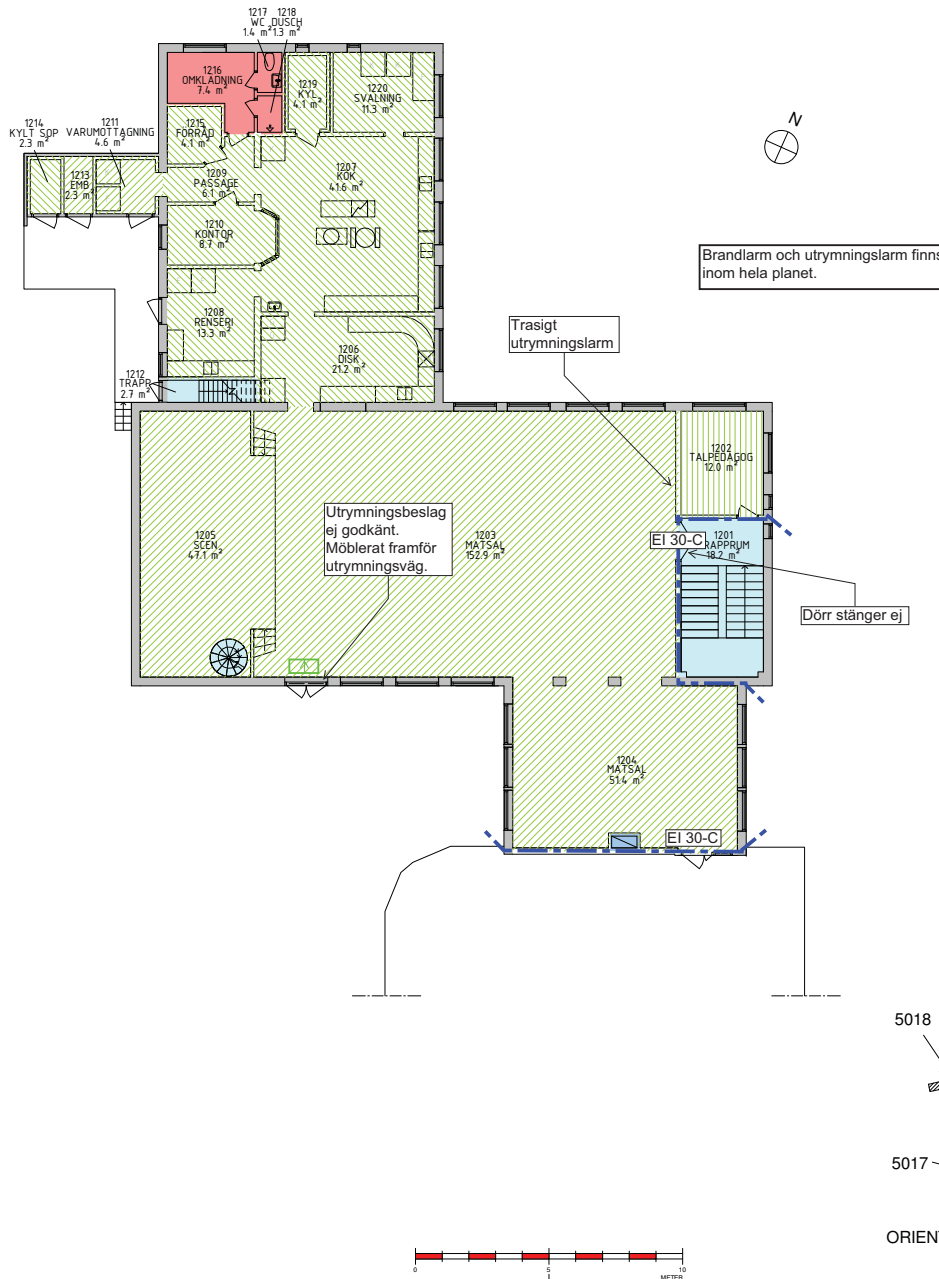 1217
WC
1.4 m²
1218
DUSCH
1.3 m²
1216
OMKLÄDNING
7.4 m²
1219
KYL
4.1 m²
1220
SVALNING
11.3 m²
1214
KYLT SOP
2.3 m²
1211
VARUMOTTAGNING
4.6 m²
1215
FÖRRÅD
4.1 m²
1213
EMB
2.3 m²
1209
PASSAGE
6.1 m²
1207
KÖK
41.6 m²
N
1210
KONTOR
8.7 m²
Brandlarm och utrymningslarm finns
inom hela planet.
1208
RENSERI
13.3 m²
Trasigt
utrymningslarm
1206
DISK
21.2 m²
1212
TRAPR
2.7 m²
1202
TALPEDAGOG
12.0 m²
Utrymningsbeslag
ej godkänt.
Möblerat framför
utrymningsväg.
1205
SCEN
47.1 m²
1203
MATSAL
152.9 m²
EI 30-C
1201
RAPPRUM
18.2 m²
Dörr stänger ej
1204
MATSAL
51.4 m²
EI 30-C
5018
5017
ORIENT
0 5 10
METER